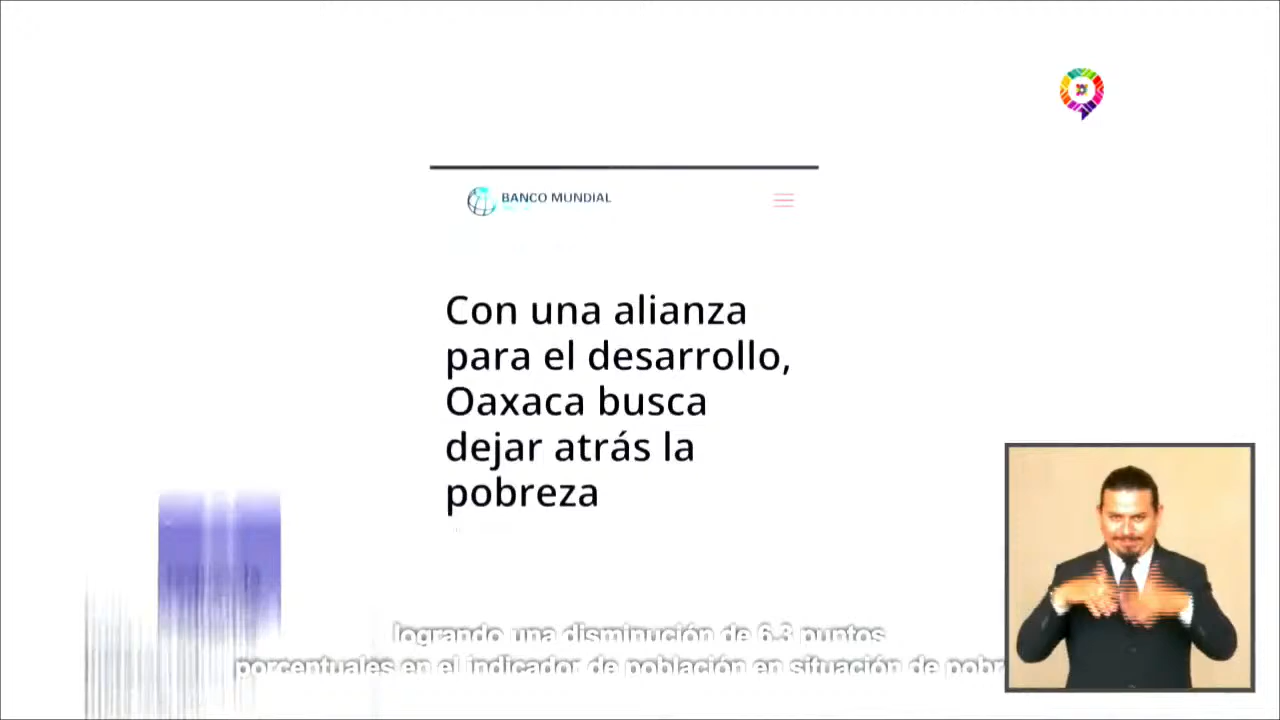 BANCO MUNDIAL
Con una alianza
para el desarrollo,
Oaxaca busca
dejar atrás la
pobreza
logrando una disminución de 6.3 puntos
porcentuales en el indicador de población en situación de pobr